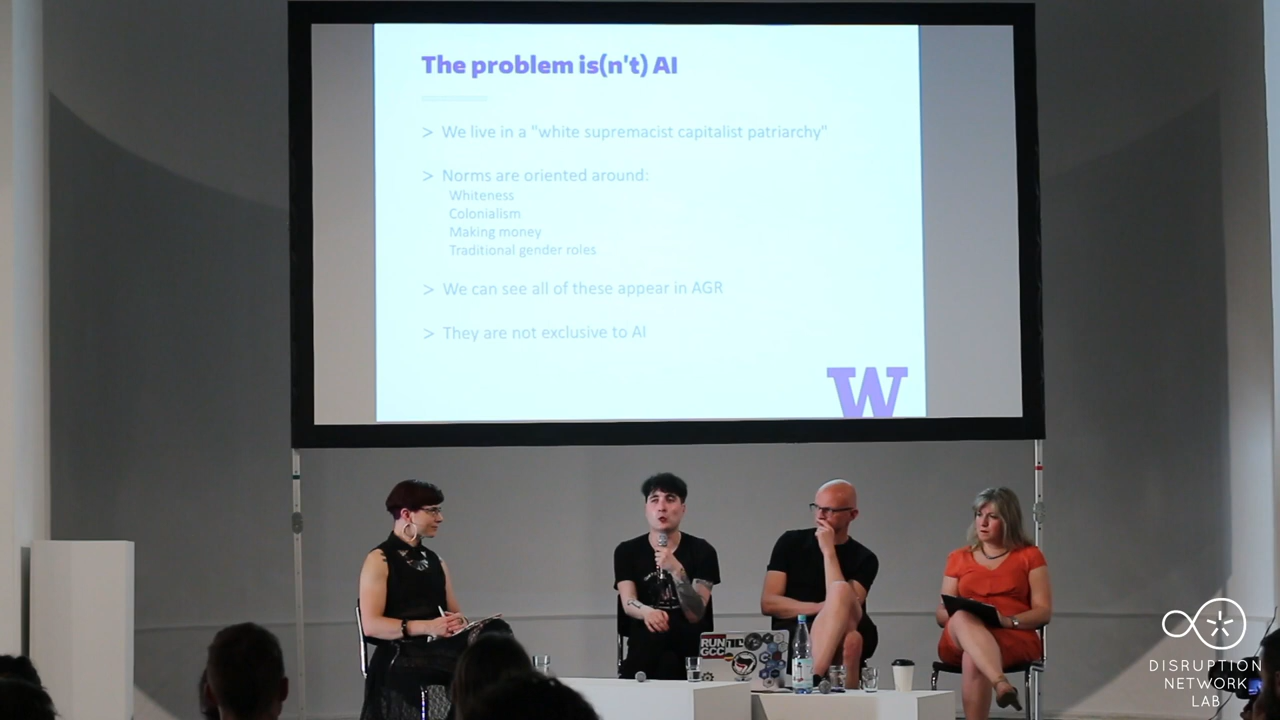 The problem is(n't) AI
> We live in a "white supremacist capitalist patriarchy"
> Norms are oriented around:
Whiteness
Colonialism
Making money
Traditional gender roles
> We can see all of these appear in AGR
> They are not exclusive to AI
W
RUN
GCC
DISRUPTION
NETWORK
LAB